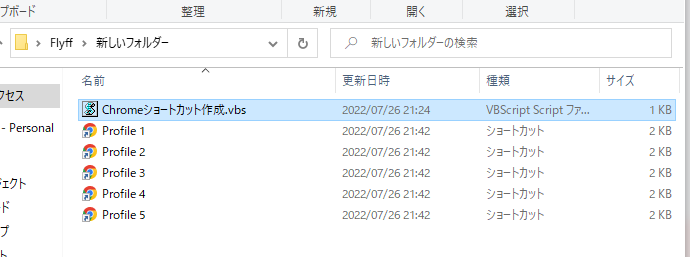 プボード 整理 新規 開く 選択
Flyff 新しいフォルダー 新しいフォルダーの検索
名前 更新日時 種類 サイズ
クセス Chromeショートカット作成.vbs 2022/07/26 21:24 VBScript Script ファ... 1 KB
- Personal Profile 1 2022/07/26 21:42 ショートカット 2 KB
Profile 2 2022/07/26 21:42 ショートカット 2 KB
ジェクト Profile 3 2022/07/26 21:42 ショートカット 2 KB
ード Profile 4 2022/07/26 21:42 ショートカット 2 KB
プ Profile 5 2022/07/26 21:42 ショートカット 2 KB
ント